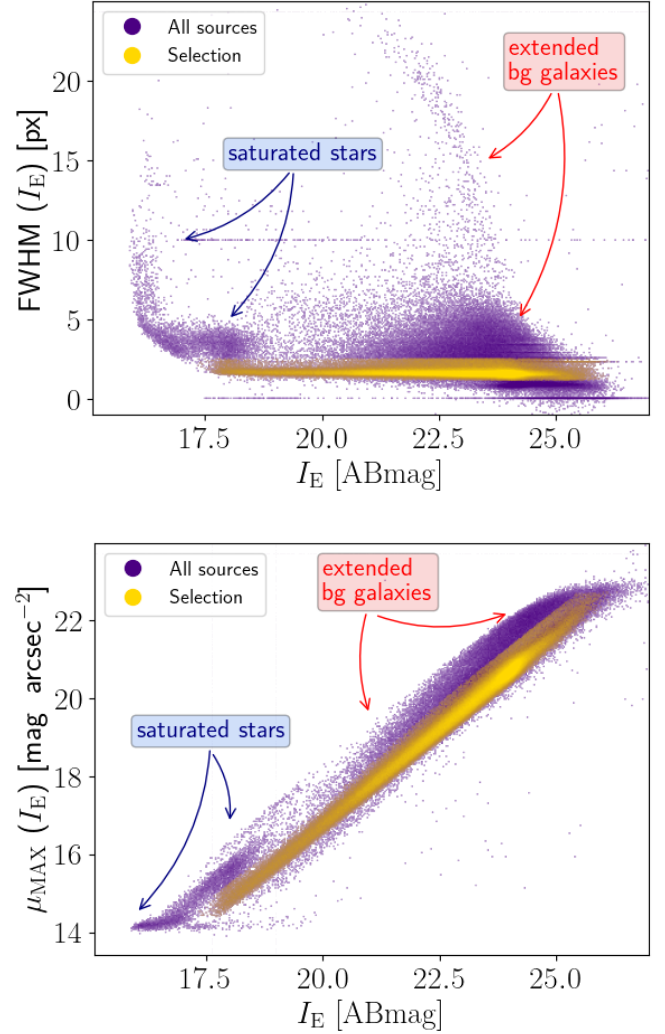 All sources
Selection
extended
bg galaxies
saturated stars
FWHM (I_E) [px]
20
15
10
5
0
17.5 20.0 22.5 25.0
I_E [ABmag]
All sources
Selection
extended
bg galaxies
saturated stars
μ_MAX (I_E) [mag arcsec⁻²]
22
20
18
16
14
17.5 20.0 22.5 25.0
I_E [ABmag]